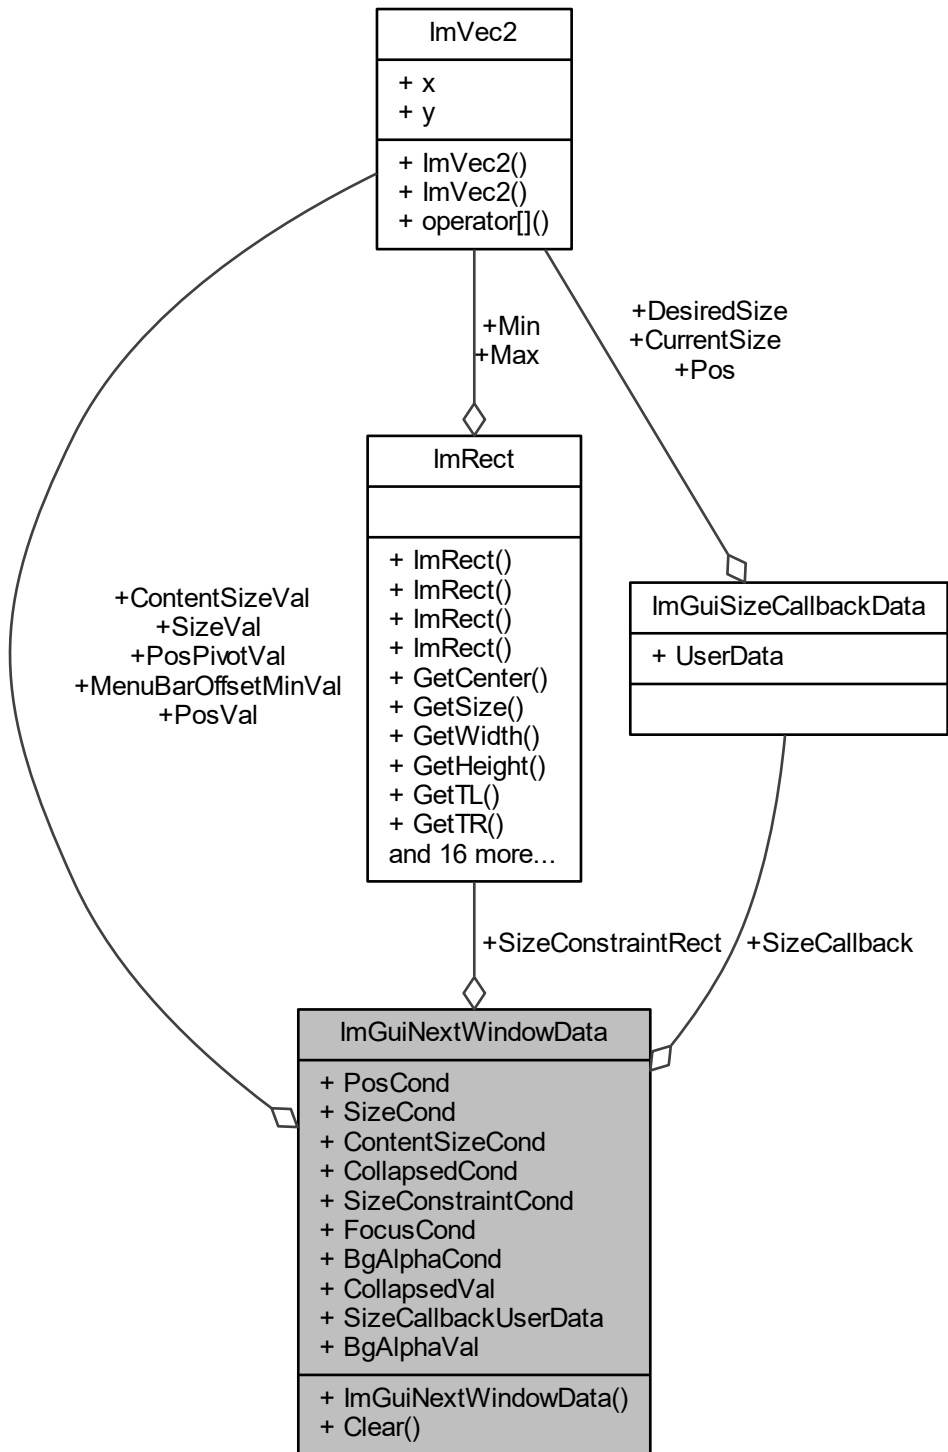 ImVec2
+ x
+ y
+ ImVec2()
+ ImVec2()
+ operator[]()
+Min
+Max
+DesiredSize
+CurrentSize
+Pos
ImRect
+ ImRect()
+ ImRect()
+ ImRect()
+ ImRect()
+ GetCenter()
+ GetSize()
+ GetWidth()
+ GetHeight()
+ GetTL()
+ GetTR()
and 16 more...
ImGuiSizeCallbackData
+ UserData
+ContentSizeVal
+SizeVal
+PosPivotVal
+MenuBarOffsetMinVal
+PosVal
+SizeConstraintRect
+SizeCallback
ImGuiNextWindowData
+ PosCond
+ SizeCond
+ ContentSizeCond
+ CollapsedCond
+ SizeConstraintCond
+ FocusCond
+ BgAlphaCond
+ CollapsedVal
+ SizeCallbackUserData
+ BgAlphaVal
+ ImGuiNextWindowData()
+ Clear()